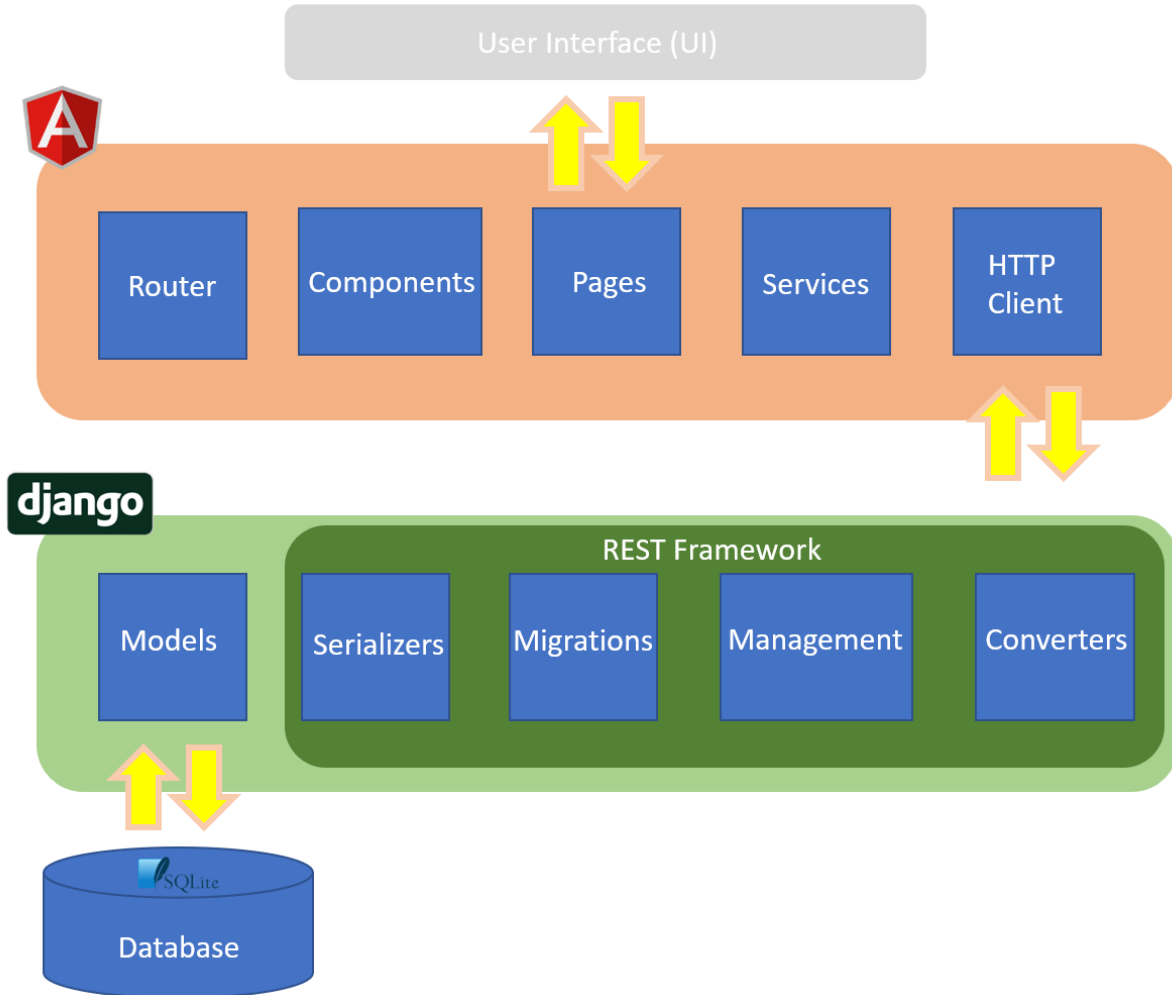 User Interface (UI)
A
Router
Components
Pages
Services
HTTP
Client
django
REST Framework
Models
Serializers
Migrations
Management
Converters
SQLite
Database